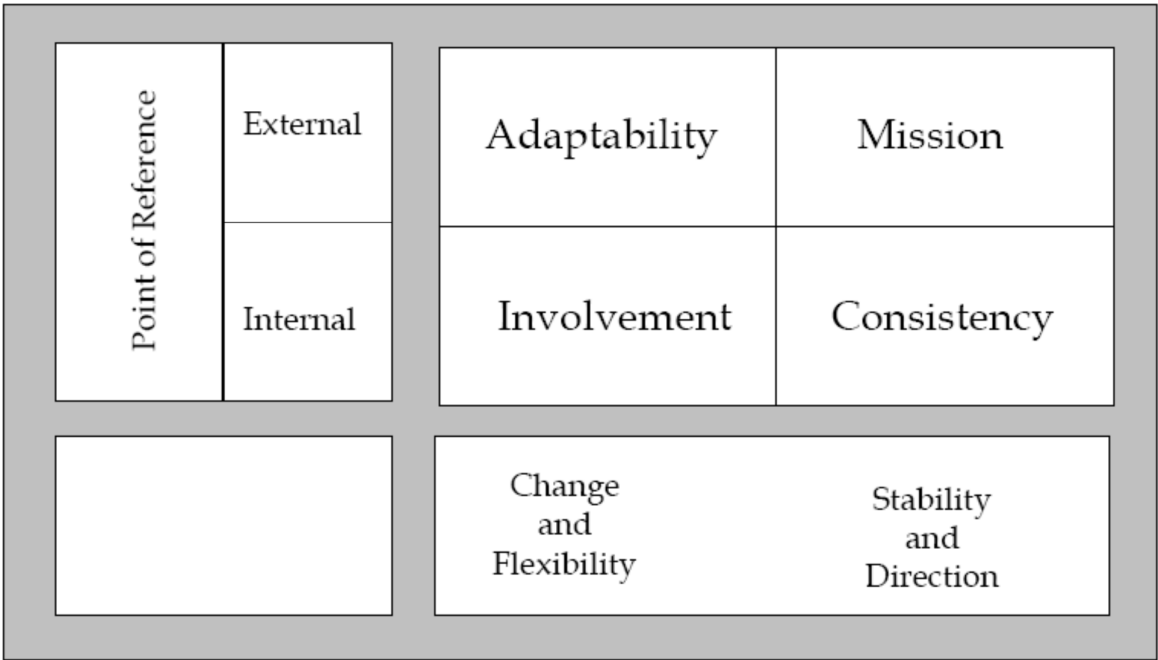 Point of Reference
External
Adaptability
Mission
Internal
Involvement
Consistency
Change
and
Flexibility
Stability
and
Direction